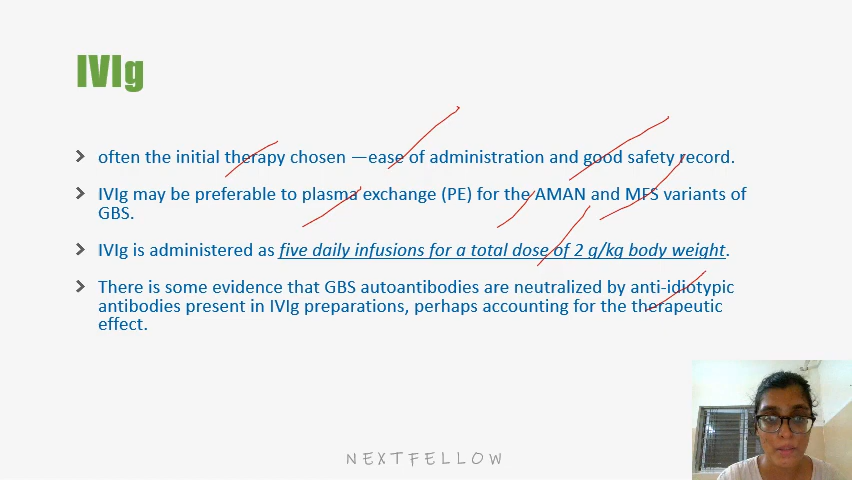 IVIg
often the initial therapy chosen —ease of administration and good safety record.
IVIg may be preferable to plasma exchange (PE) for the AMAN and MFS variants of
GBS.
IVIg is administered as five daily infusions for a total dose of 2 g/kg body weight.
There is some evidence that GBS autoantibodies are neutralized by anti-idiotypic
antibodies present in IVIg preparations, perhaps accounting for the therapeutic
effect.
NEXTFELLOW